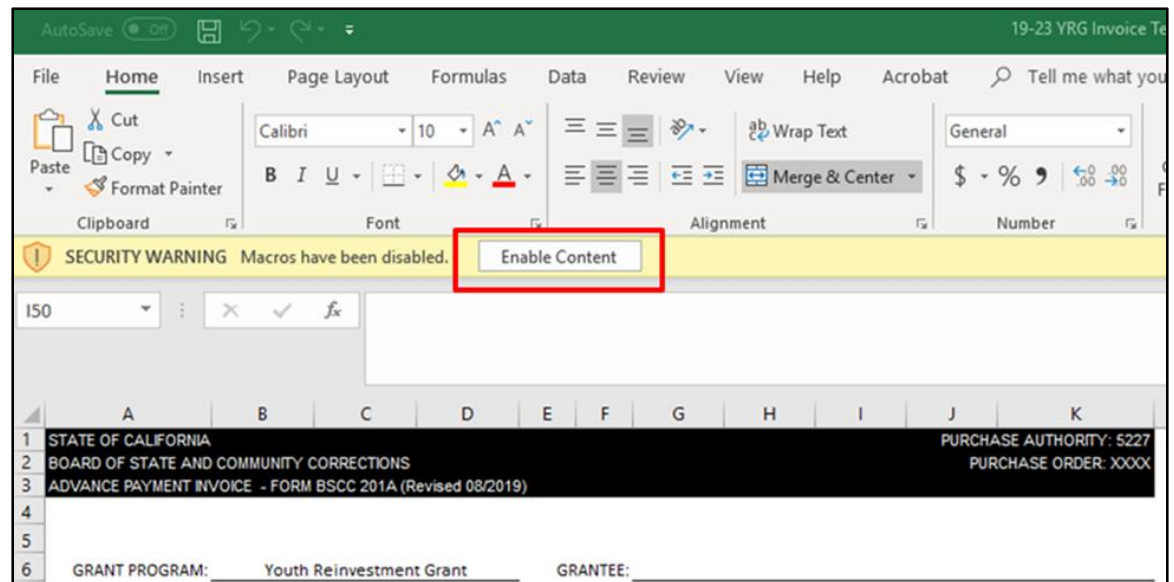 AutoSave Off 19-23 YRG Invoice Te
File Home Insert Page Layout Formulas Data Review View Help Acrobat Tell me what you
Cut
Copy
Paste
Format Painter
Calibri 10 A A
B I U A
ab Wrap Text
Merge & Center
General
$ % 9 .00 .00
F
Clipboard Font Alignment Number
SECURITY WARNING Macros have been disabled. Enable Content
I50 fx
A B C D E F G H I J K
1 STATE OF CALIFORNIA PURCHASE AUTHORITY: 5227
2 BOARD OF STATE AND COMMUNITY CORRECTIONS PURCHASE ORDER: XXXX
3 ADVANCE PAYMENT INVOICE - FORM BSCC 201A (Revised 08/2019)
4
5
6 GRANT PROGRAM: Youth Reinvestment Grant GRANTEE: